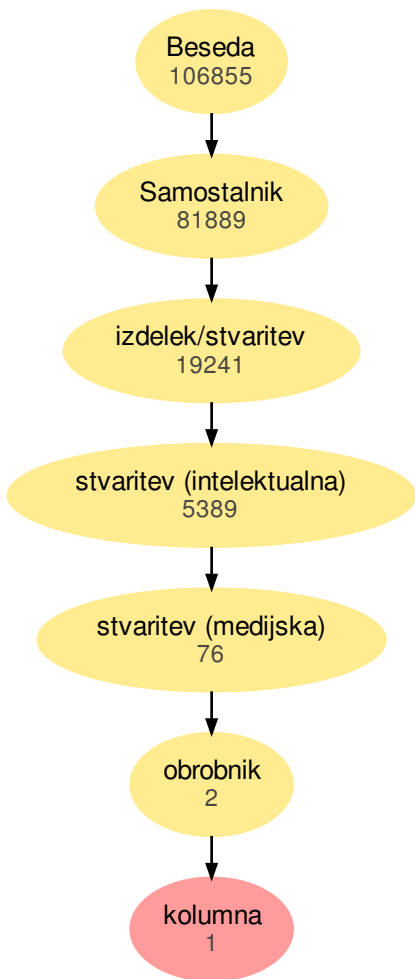 Beseda
106855
Samostalnik
81889
izdelek/stvaritev
19241
stvaritev (intelektualna)
5389
stvaritev (medijska)
76
obrobnik
2
kolumna
1